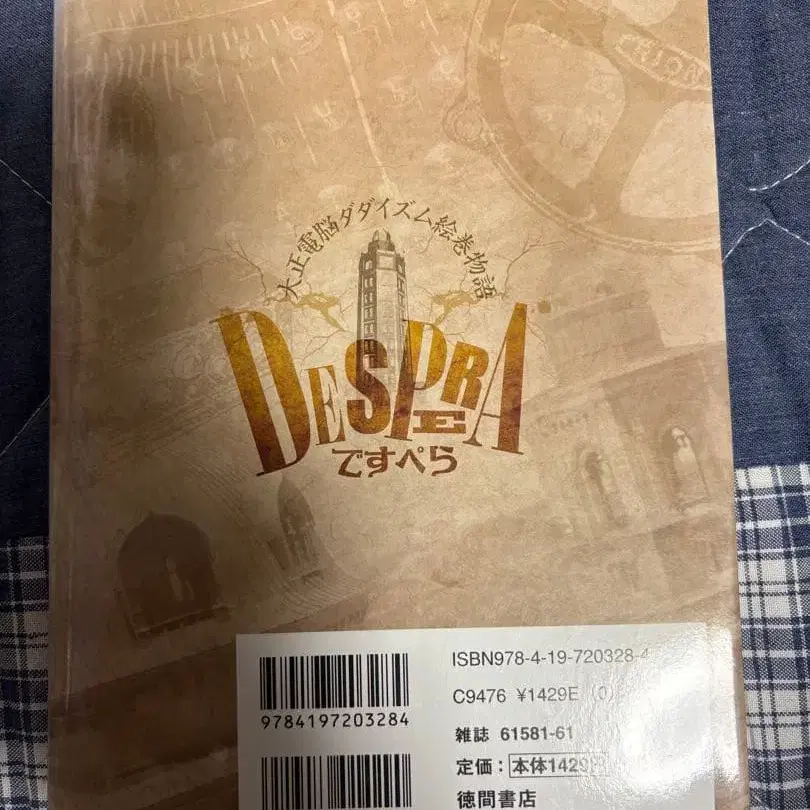 ORION
大正電脳ダダイズム絵巻物語
DESPERA
ですぺら
ISBN978-4-19-720328-4
C9476 ¥1429E (0)
9784197203284
雑誌 61581-61
定価：本体1429円
徳間書店